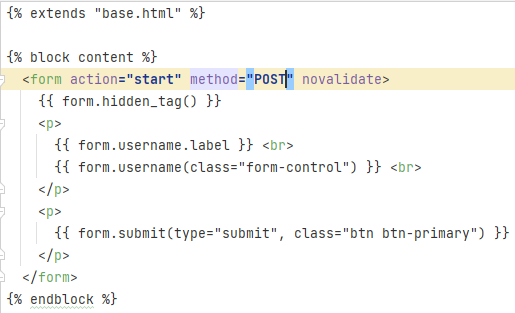 {% extends "base.html" %}
{% block content %}
<form action="start" method="POST" novalidate>
{{ form.hidden_tag() }}
<p>
{{ form.username.label }} <br>
{{ form.username(class="form-control") }} <br>
</p>
<p>
{{ form.submit(type="submit", class="btn btn-primary") }}
</p>
</form>
{% endblock %}